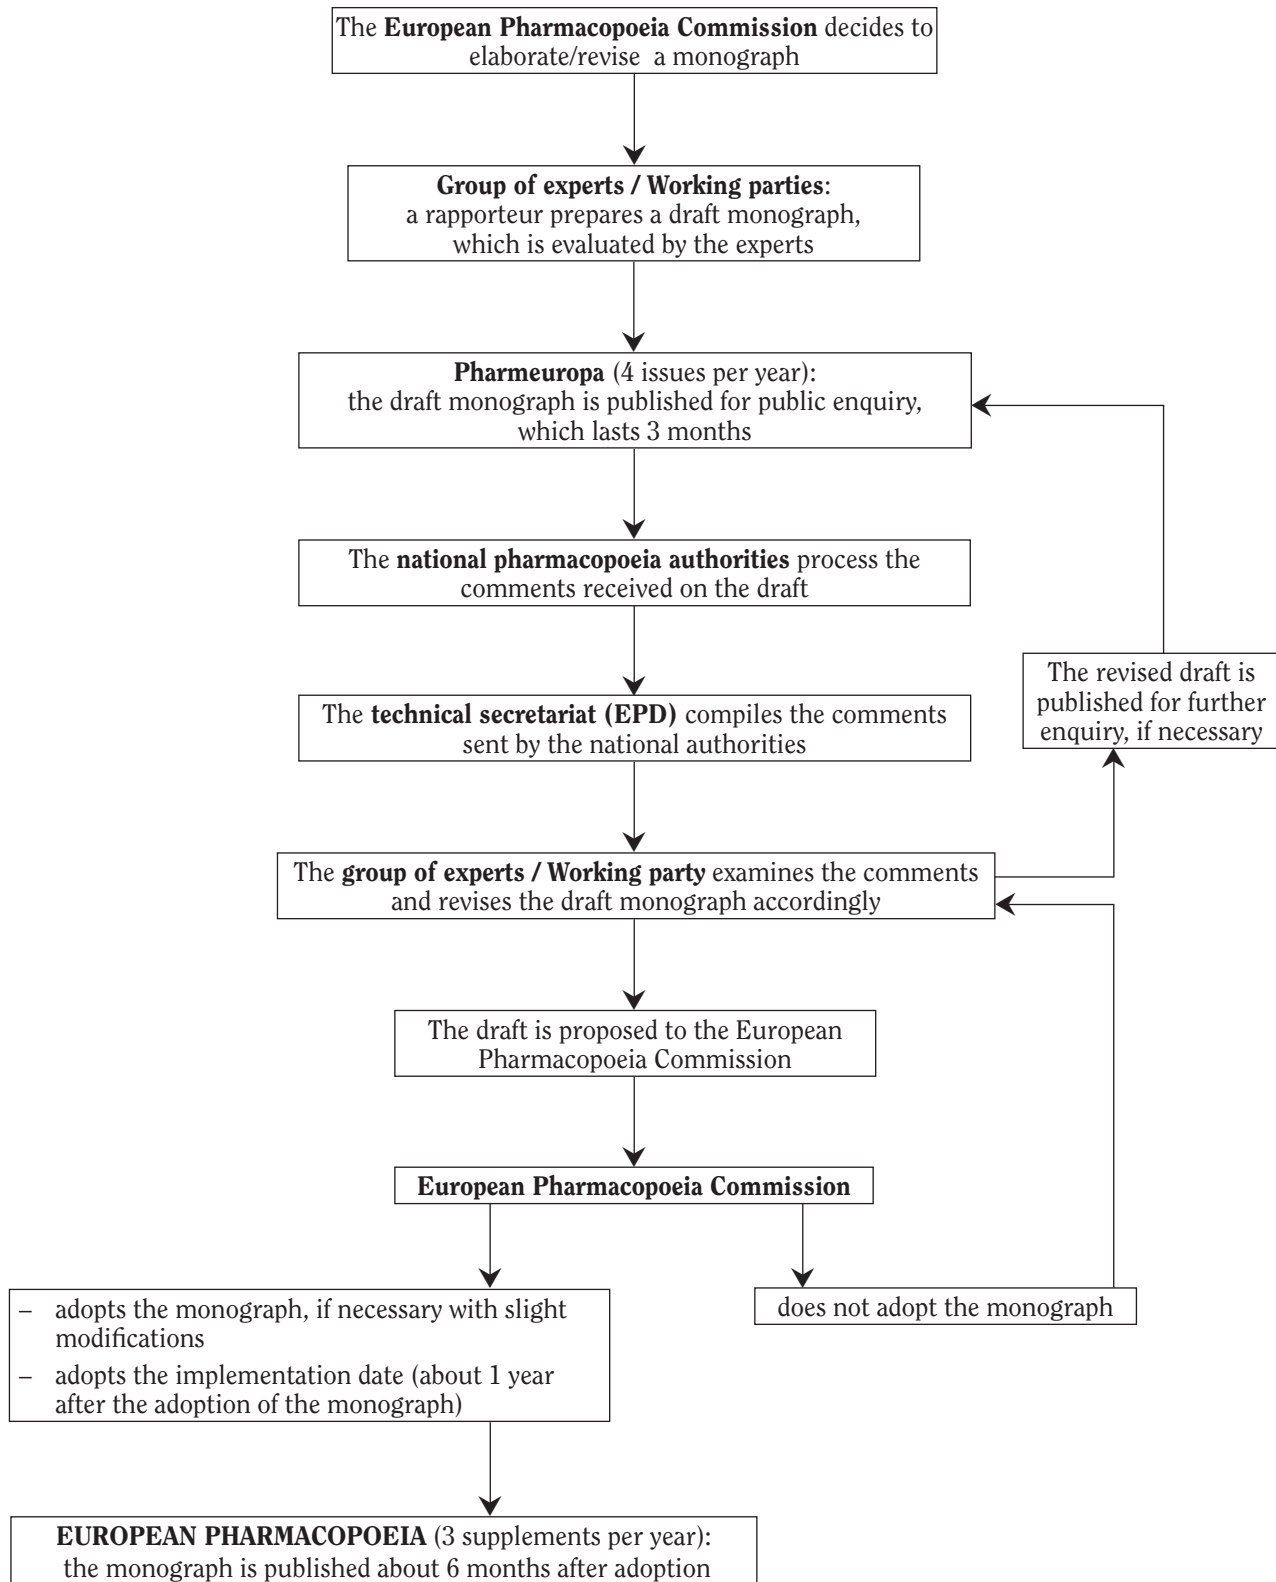 The European Pharmacopoeia Commission decides to
elaborate/revise a monograph
Group of experts / Working parties:
a rapporteur prepares a draft monograph,
which is evaluated by the experts
Pharmeuropa (4 issues per year):
the draft monograph is published for public enquiry,
which lasts 3 months
The national pharmacopoeia authorities process the
comments received on the draft
The revised draft is
published for further
enquiry, if necessary
The technical secretariat (EPD) compiles the comments
sent by the national authorities
The group of experts / Working party examines the comments
and revises the draft monograph accordingly
The draft is proposed to the European
Pharmacopoeia Commission
European Pharmacopoeia Commission
– adopts the monograph, if necessary with slight
modifications
– adopts the implementation date (about 1 year
after the adoption of the monograph)
does not adopt the monograph
EUROPEAN PHARMACOPOEIA (3 supplements per year):
the monograph is published about 6 months after adoption